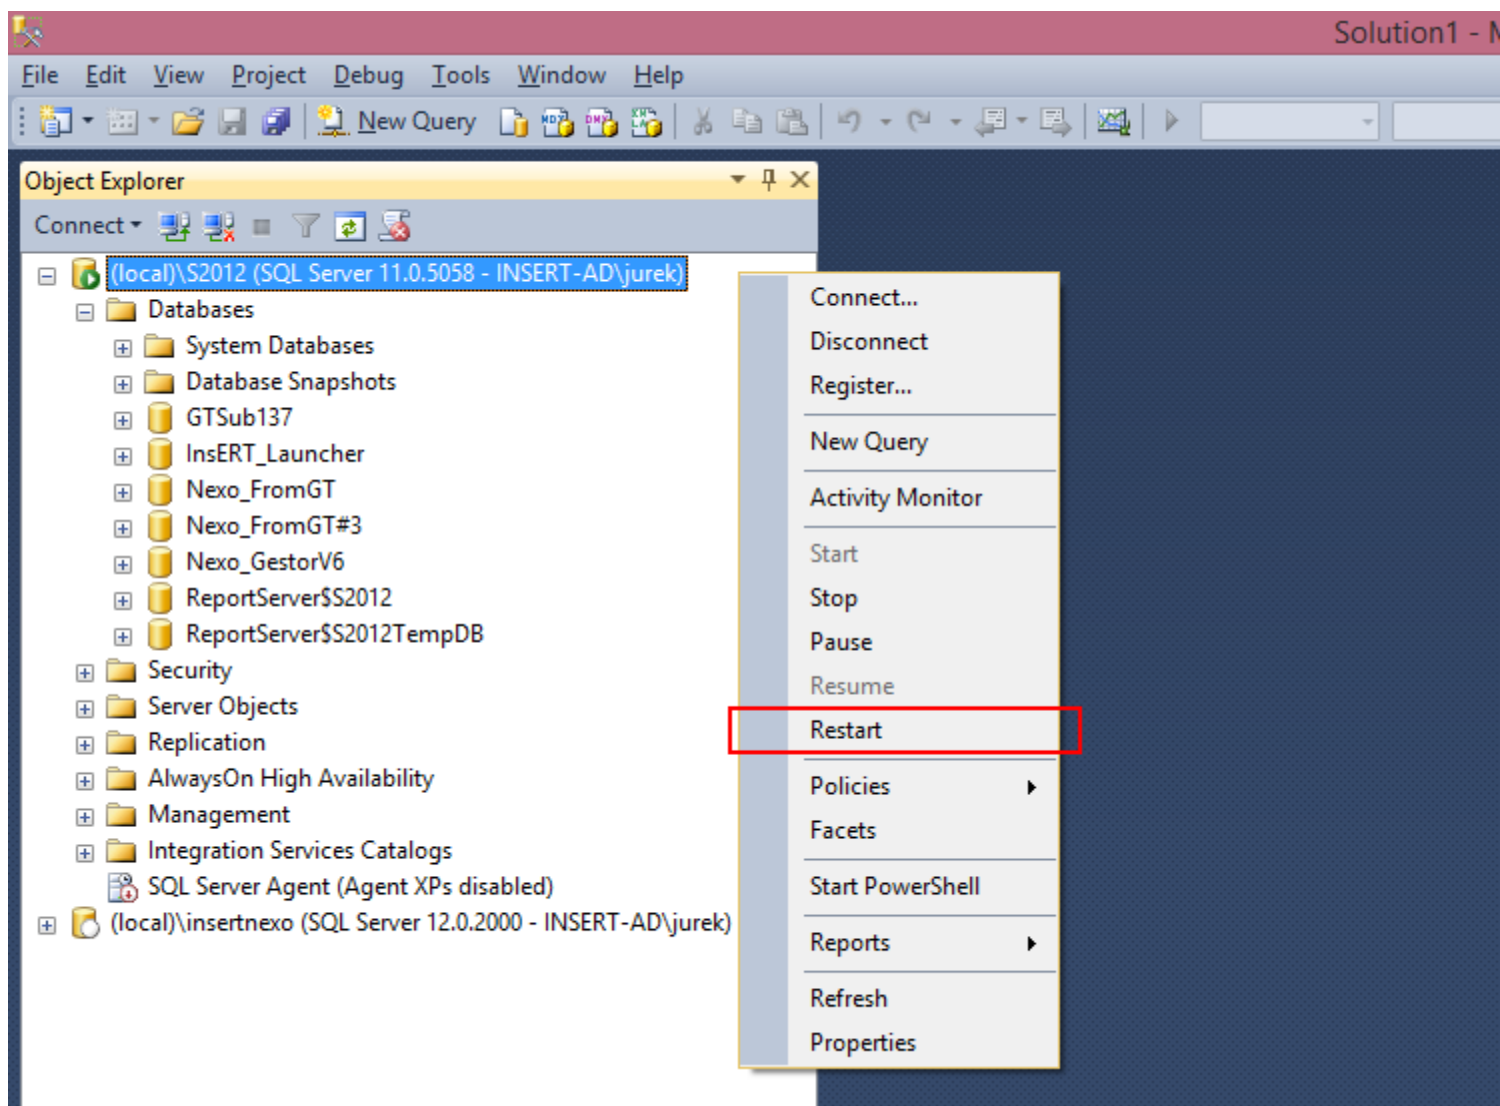 Solution1 - M
File Edit View Project Debug Tools Window Help
New Query MDX DMX XMLA
Object Explorer
Connect
(local)\S2012 (SQL Server 11.0.5058 - INSERT-AD\jurek)
Databases
System Databases
Database Snapshots
GTSub137
InsERT_Launcher
Nexo_FromGT
Nexo_FromGT#3
Nexo_GestorV6
ReportServer$S2012
ReportServer$S2012TempDB
Security
Server Objects
Replication
AlwaysOn High Availability
Management
Integration Services Catalogs
SQL Server Agent (Agent XPs disabled)
(local)\insertnexo (SQL Server 12.0.2000 - INSERT-AD\jurek)
Connect...
Disconnect
Register...
New Query
Activity Monitor
Start
Stop
Pause
Resume
Restart
Policies
Facets
Start PowerShell
Reports
Refresh
Properties